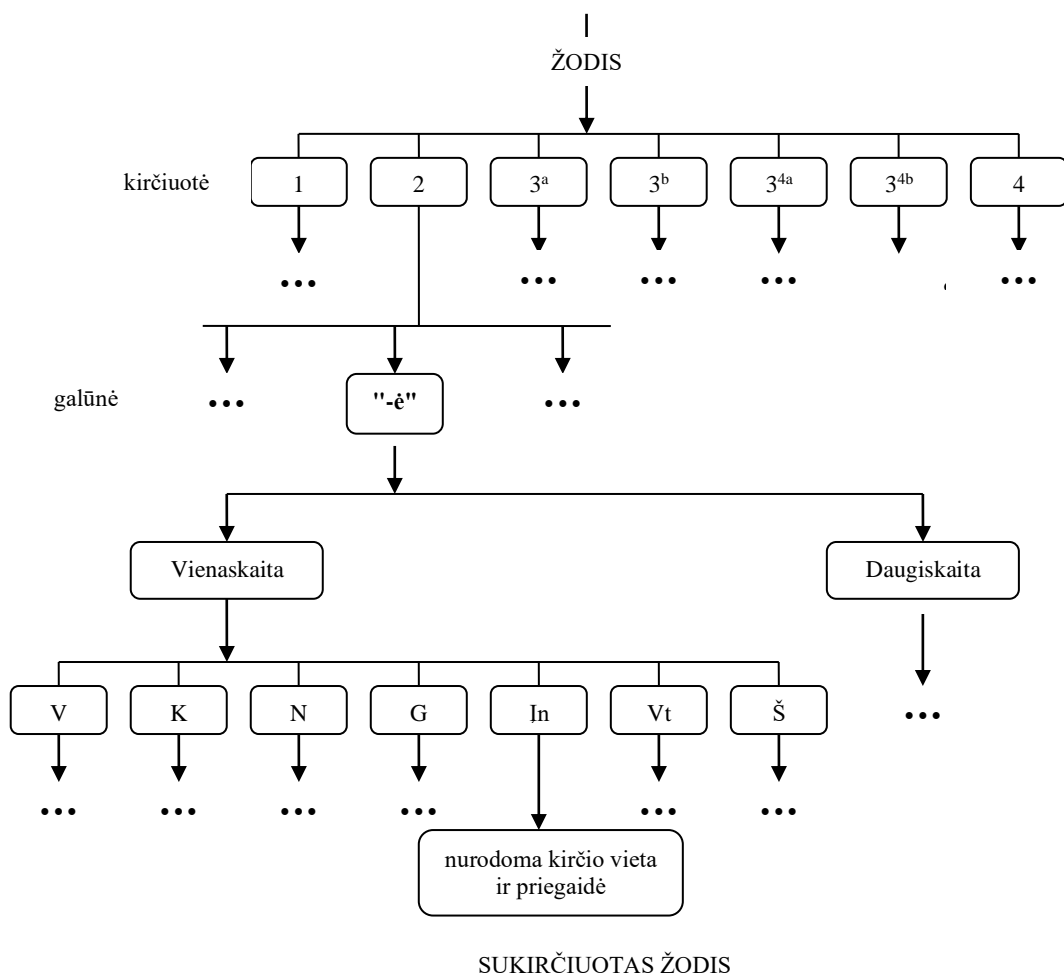 ŽODIS
kirčiuotė 1 2 3ᵃ 3ᵇ 3⁴ᵃ 3⁴ᵇ 4
... ... ... ... ...
galūnė ... "-ė" ...
Vienaskaita Daugiskaita
V K N G Įn Vt Š ...
... ... ... ... ... ...
nurodoma kirčio vieta
ir priegaidė
SUKIRČIUOTAS ŽODIS